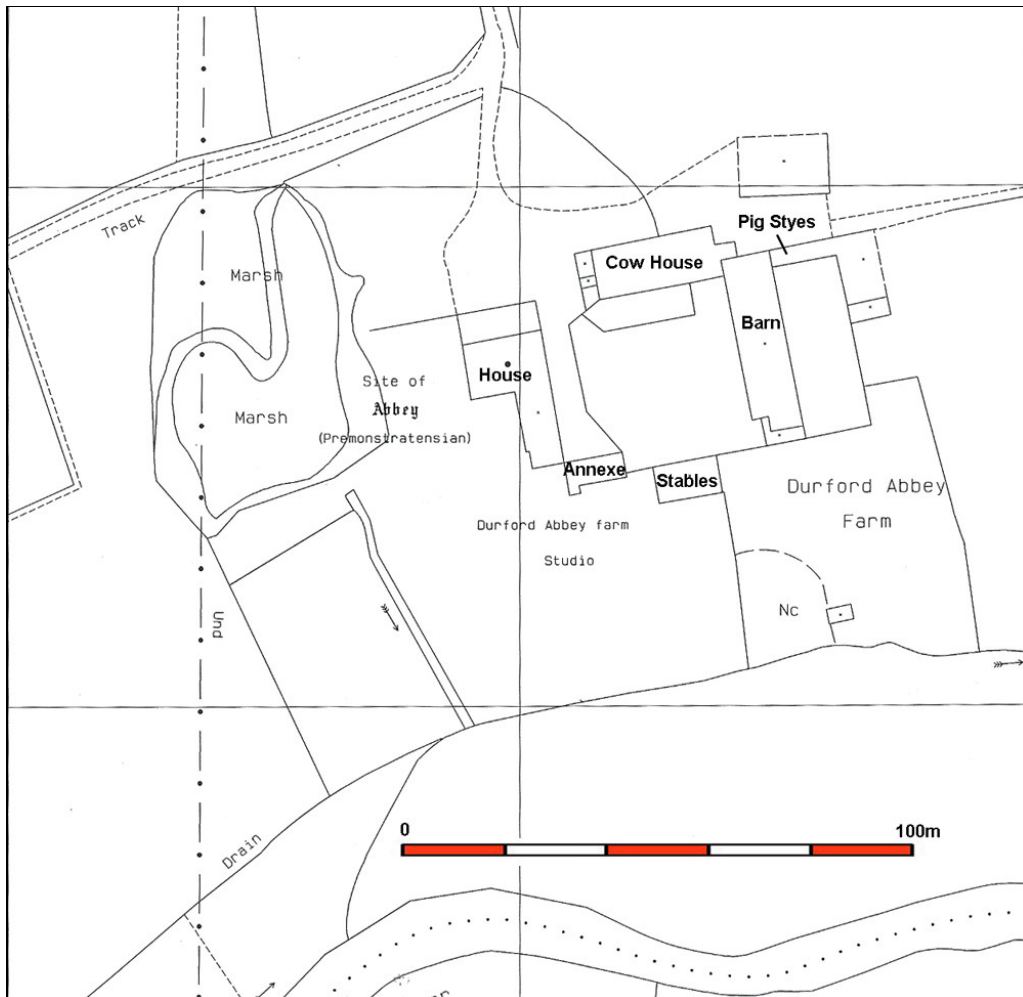 Track
Marsh
Marsh
Site of
Abbey
(Premonstratensian)
House
Cow House
Pig Styes
Barn
Annexe
Stables
Durford Abbey
Farm
Durford Abbey farm
Studio
Nc
Und
Drain
0
100m